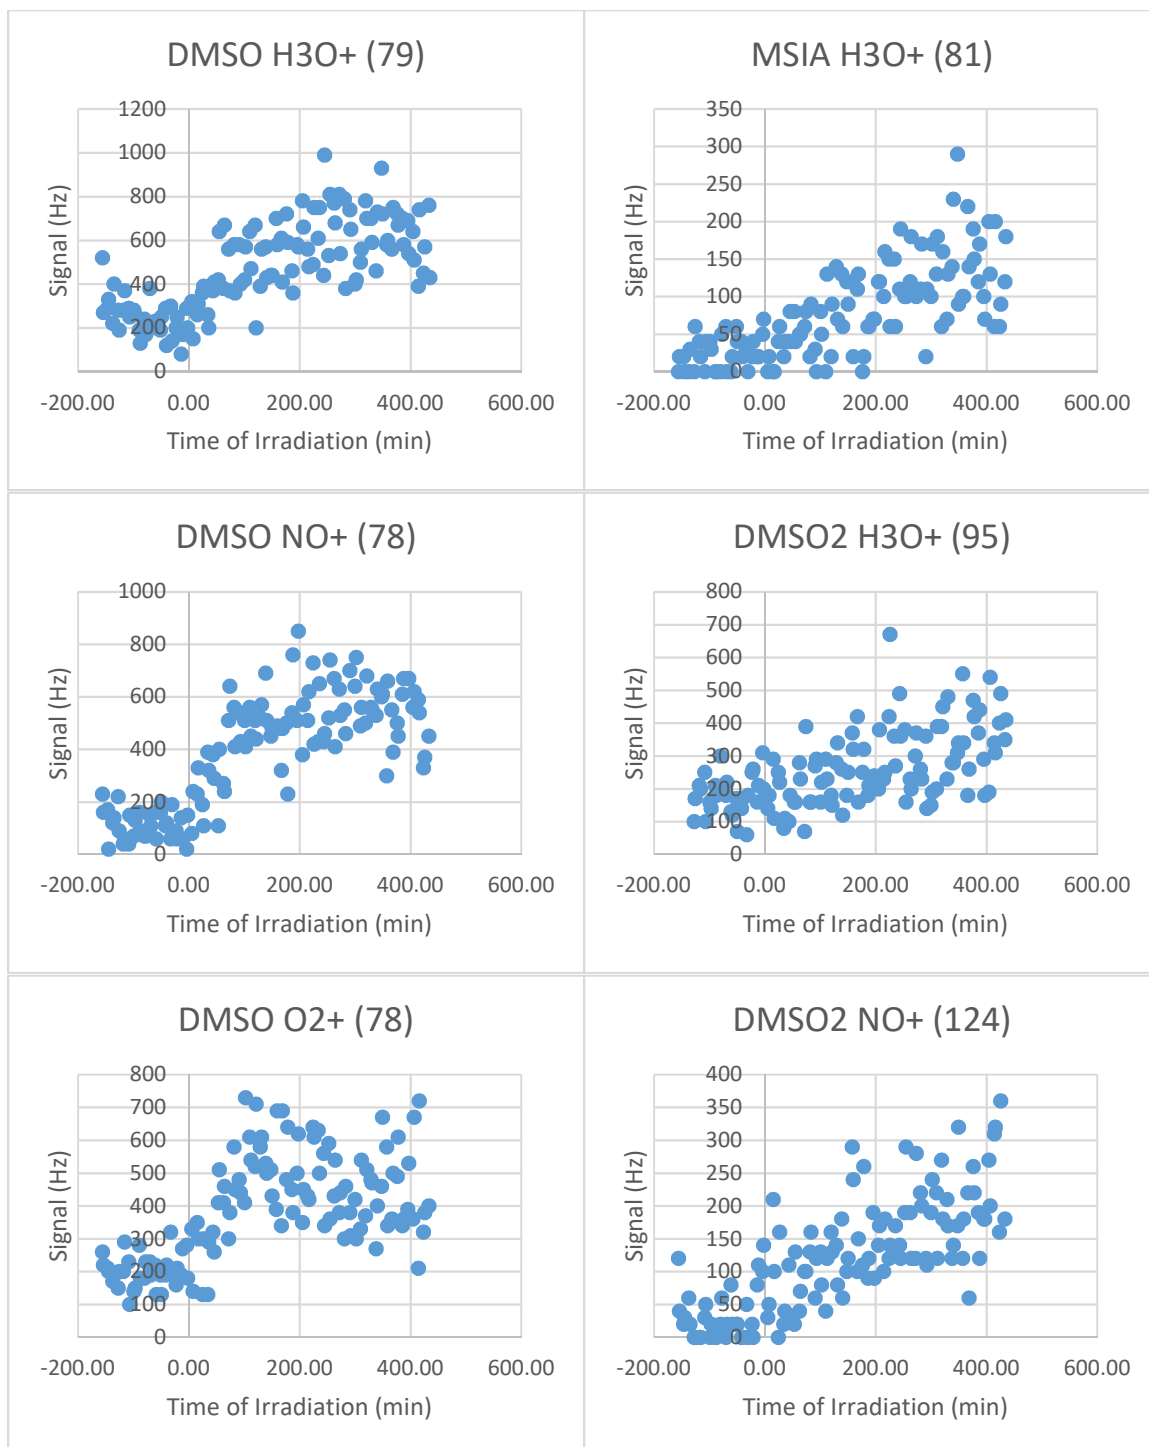 DMSO H3O+ (79)
1200
1000
800
600
400
200
0
-200.00 0.00 200.00 400.00 600.00
Signal (Hz)
Time of Irradiation (min)
MSIA H3O+ (81)
350
300
250
200
150
100
50
0
-200.00 0.00 200.00 400.00 600.00
Signal (Hz)
Time of Irradiation (min)
DMSO NO+ (78)
1000
800
600
400
200
0
-200.00 0.00 200.00 400.00 600.00
Signal (Hz)
Time of Irradiation (min)
DMSO2 H3O+ (95)
800
700
600
500
400
300
200
100
0
-200.00 0.00 200.00 400.00 600.00
Signal (Hz)
Time of Irradiation (min)
DMSO O2+ (78)
800
700
600
500
400
300
200
100
0
-200.00 0.00 200.00 400.00 600.00
Signal (Hz)
Time of Irradiation (min)
DMSO2 NO+ (124)
400
350
300
250
200
150
100
50
0
-200.00 0.00 200.00 400.00 600.00
Signal (Hz)
Time of Irradiation (min)